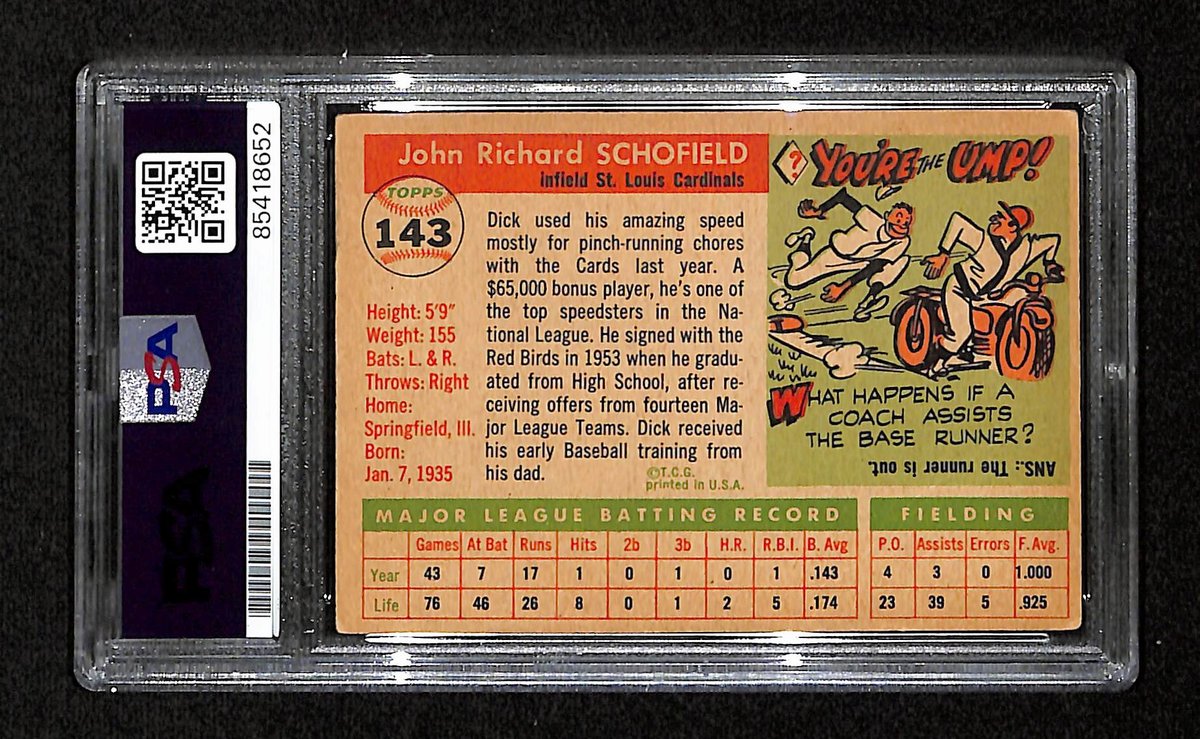 85418652
PSA
PSA
John Richard SCHOFIELD
infield St. Louis Cardinals
TOPPS
143
Height: 5'9"
Weight: 155
Bats: L. & R.
Throws: Right
Home:
Springfield, Ill.
Born:
Jan. 7, 1935
Dick used his amazing speed
mostly for pinch-running chores
with the Cards last year. A
$65,000 bonus player, he's one of
the top speedsters in the Na-
tional League. He signed with the
Red Birds in 1953 when he gradu-
ated from High School, after re-
ceiving offers from fourteen Ma-
jor League Teams. Dick received
his early Baseball training from
his dad.
©T.C.G.
printed in U.S.A.
?
YOU'RE THE UMP!
WHAT HAPPENS IF A
COACH ASSISTS
THE BASE RUNNER?
ANS.: The runner is out.
MAJOR LEAGUE BATTING RECORD
Games At Bat Runs Hits 2b 3b H.R. R.B.I. B. Avg
Year 43 7 17 1 0 1 0 1 .143
Life 76 46 26 8 0 1 2 5 .174
FIELDING
P.O. Assists Errors F. Avg.
4 3 0 1.000
23 39 5 .925